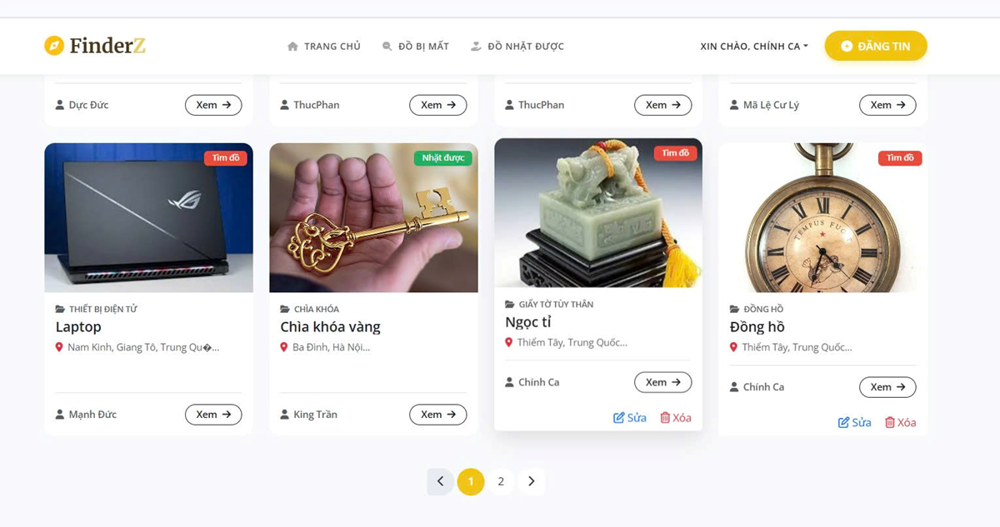 FinderZ
TRANG CHỦ
ĐỒ BỊ MẤT
ĐỒ NHẶT ĐƯỢC
XIN CHÀO, CHÍNH CA
ĐĂNG TIN
Dực Đức
Xem →
ThucPhan
Xem →
ThucPhan
Xem →
Mã Lệ Cư Lý
Xem →
Tìm đồ
THIẾT BỊ ĐIỆN TỬ
Laptop
Nam Kinh, Giang Tô, Trung Qu�...
Mạnh Đức
Xem →
Nhặt được
CHÌA KHÓA
Chìa khóa vàng
Ba Đình, Hà Nội...
King Trần
Xem →
Tìm đồ
GIẤY TỜ TÙY THÂN
Ngọc tỉ
Thiểm Tây, Trung Quốc...
Chính Ca
Xem →
Sửa
Xóa
Tìm đồ
TEMPUS FUG
ĐỒNG HỒ
Đồng hồ
Thiểm Tây, Trung Quốc...
Chính Ca
Xem →
Sửa
Xóa
1
2